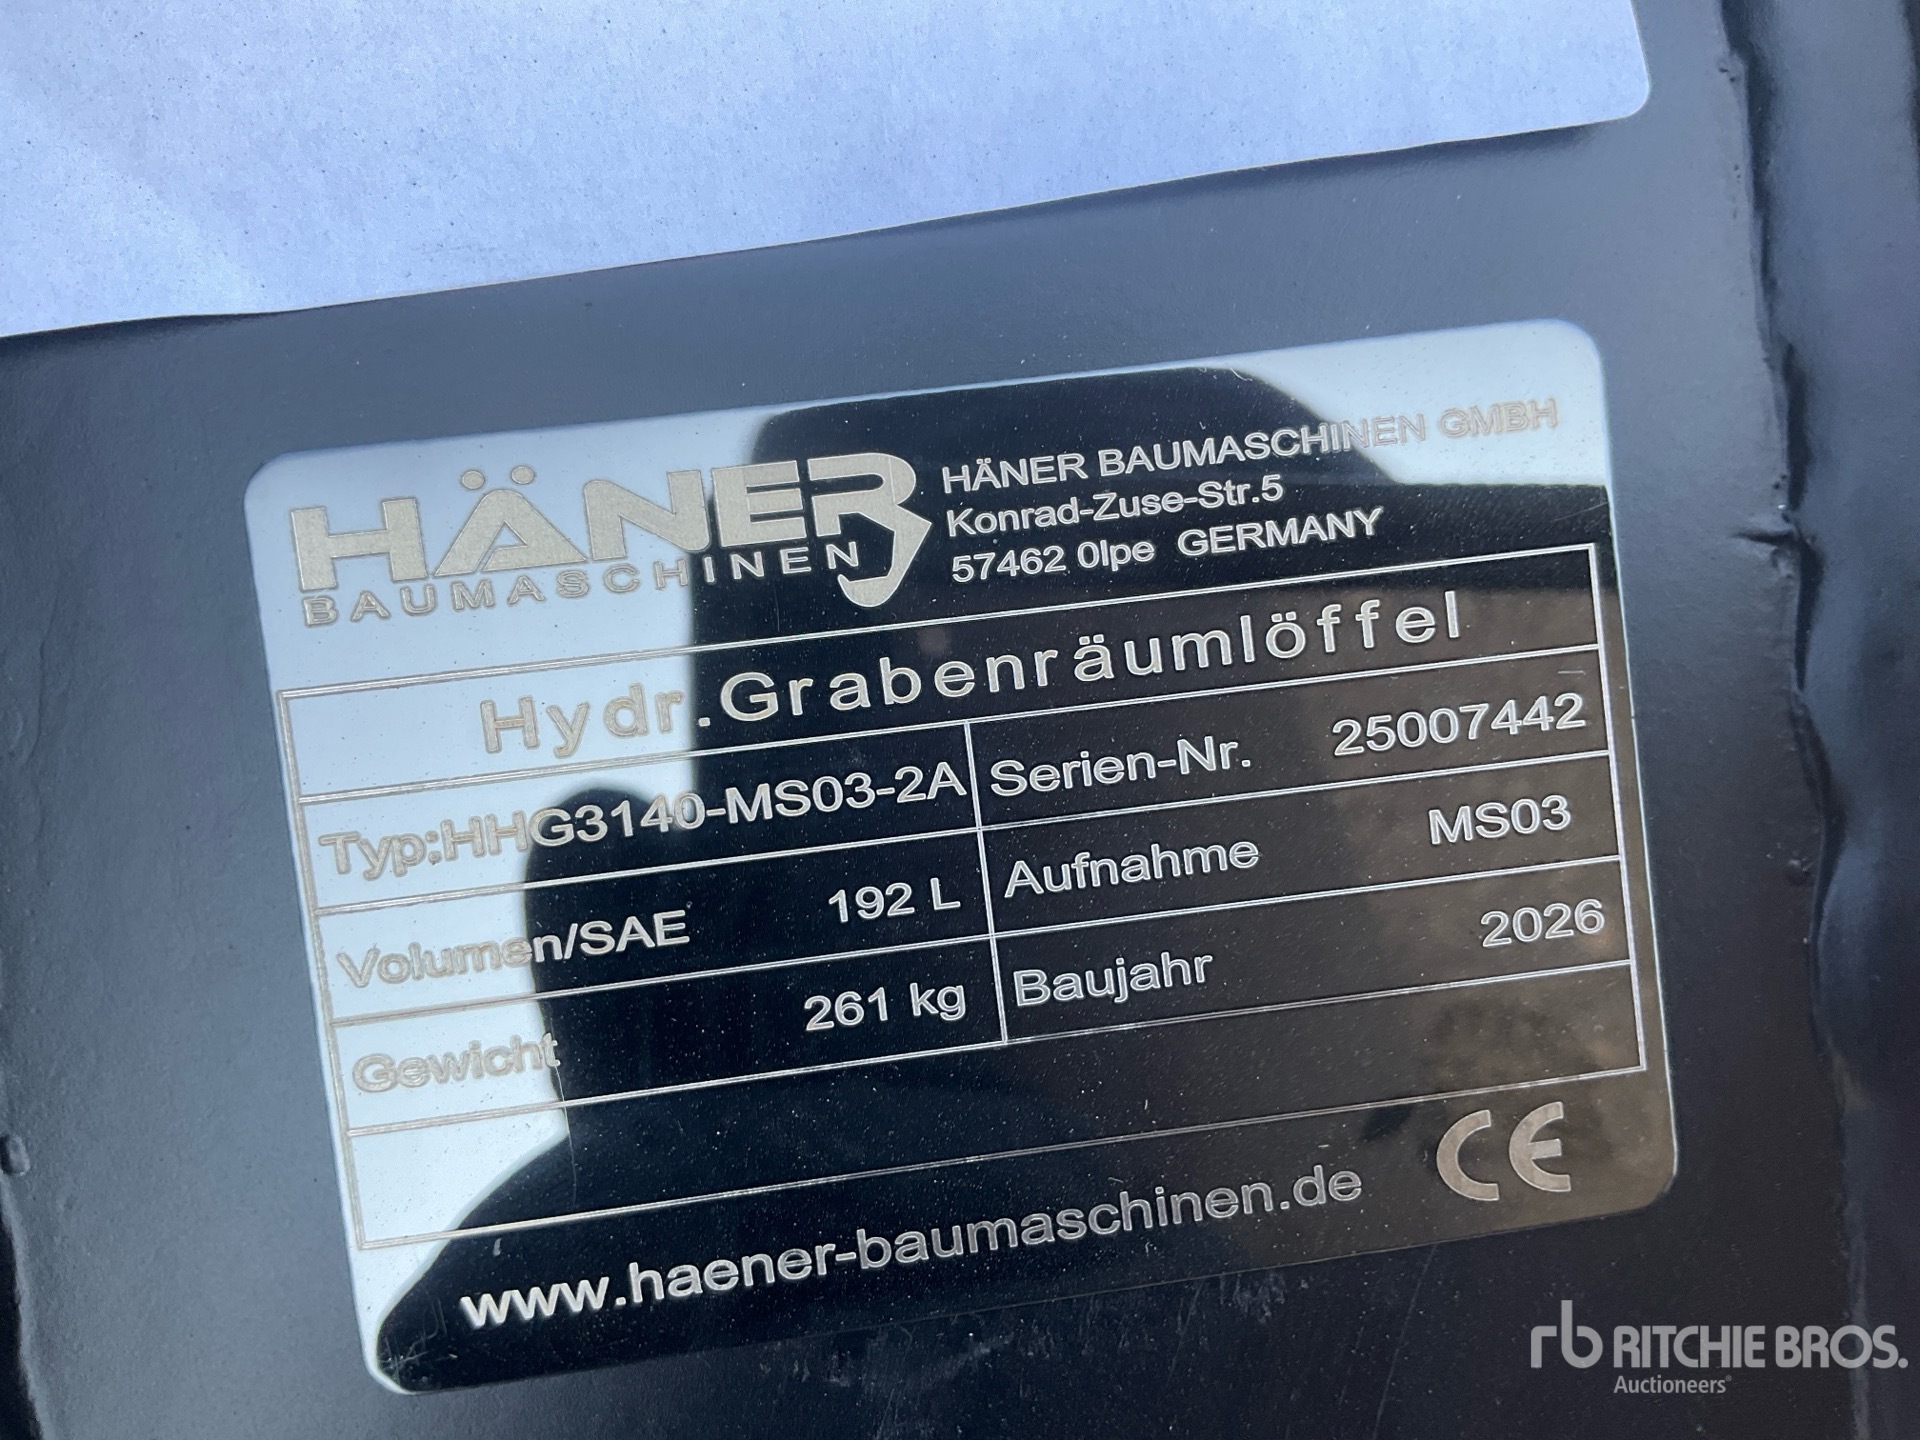 HÄNER
BAUMASCHINEN
HÄNER BAUMASCHINEN GMBH
Konrad-Zuse-Str.5
57462 Olpe GERMANY
Hydr.Grabenräumlöffel
Typ:HHG3140-MS03-2A
Serien-Nr. 25007442
Volumen/SAE 192 L
Aufnahme MS03
Gewicht 261 kg
Baujahr 2026
www.haener-baumaschinen.de
CE
rb RITCHIE BROS.
Auctioneers®